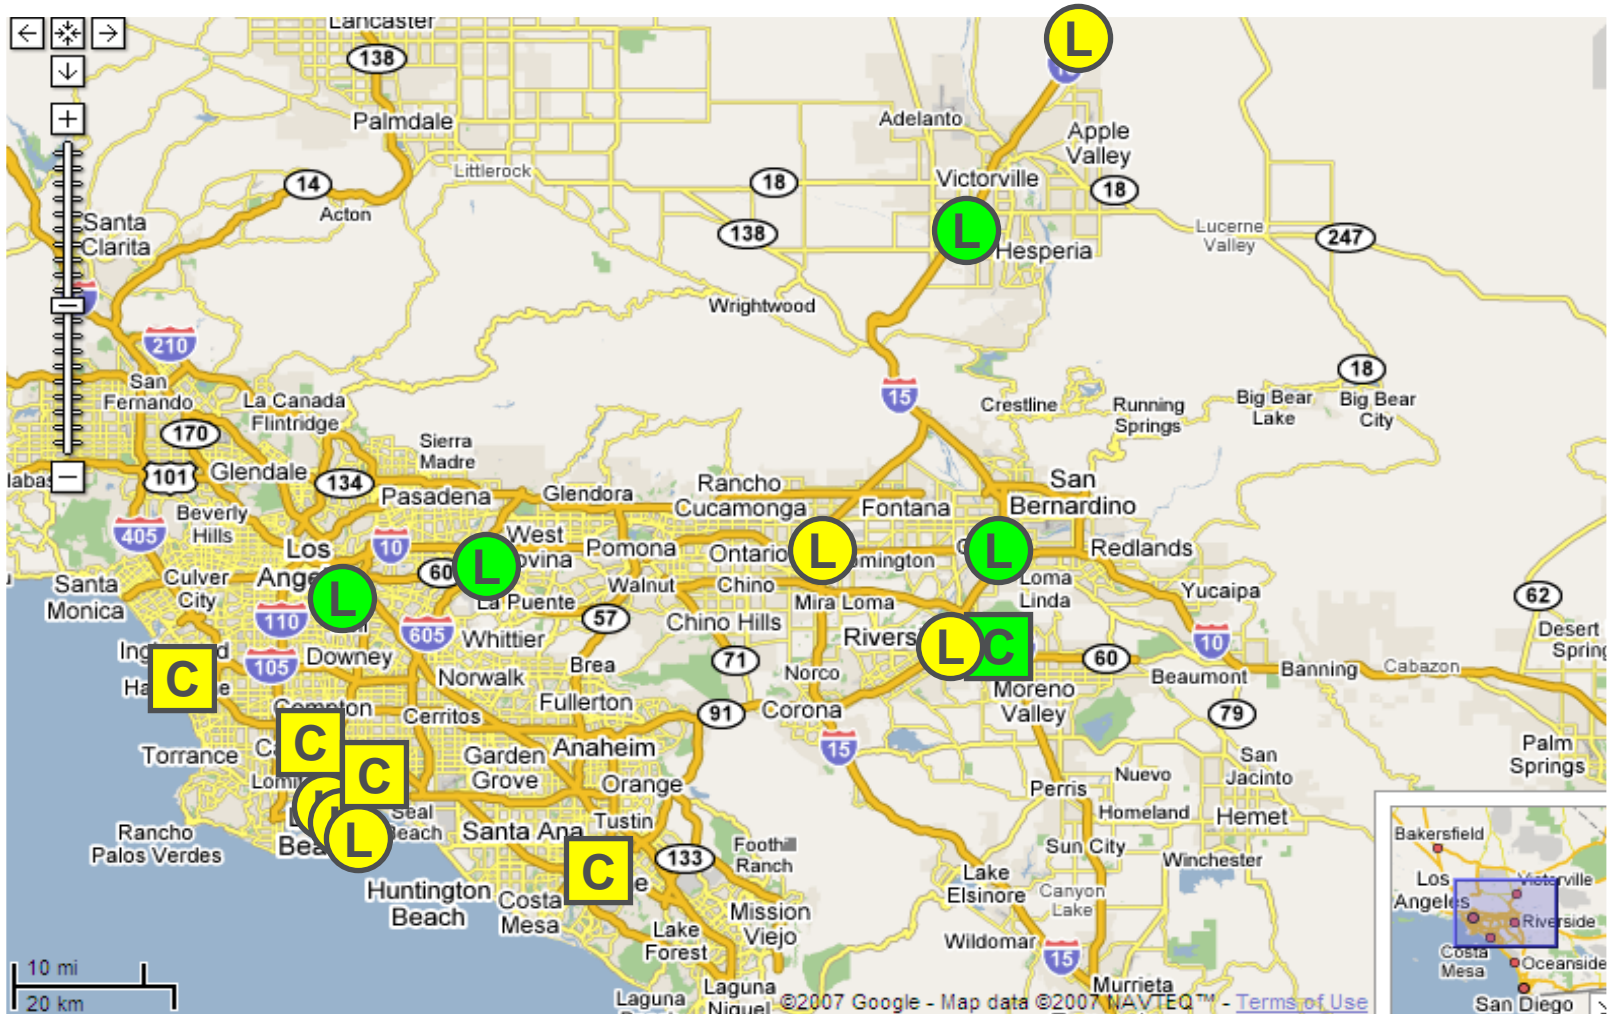 Lancaster
138
Palmdale
L
Adelanto
Apple
Valley
Littlerock
14
Acton
18
Victorville
18
Santa
Clarita
138
L
Hesperia
Lucerne
Valley
247
Wrightwood
210
San
Fernando
La Canada
Flintridge
15
18
Crestline
Running
Springs
Big Bear
Lake
Big Bear
City
170
Sierra
Madre
101
Glendale
134
Pasadena
Glendora
Rancho
Cucamonga
Fontana
San
Bernardino
Beverly
Hills
405
Los
10
West
L
Pomona
Ontario
L
L
Redlands
Santa
Monica
Culver
City
60
La Puente
Walnut
Chino
Loma
Linda
Yucaipa
L
110
605
Whittier
57
Chino Hills
Mira Loma
62
Desert
105
Downey
C
Norwalk
Brea
Fullerton
71
Norco
L
C
60
10
Beaumont
Banning
Cabazon
Moreno
Valley
Compton
Cerritos
91
Corona
79
Torrance
C
C
Garden
Grove
Anaheim
Orange
15
San
Jacinto
Palm
Springs
Nuevo
Perris
Homeland
Hemet
Rancho
Palos Verdes
L
Seal
Beach
Santa Ana
Tustin
133
Foothill
Ranch
Sun City
Winchester
C
Huntington
Beach
Costa
Mesa
Lake
Elsinore
Canyon
Lake
Mission
Viejo
Lake
Forest
Wildomar
15
Murrieta
Laguna
Laguna
Niguel
10 mi
20 km
©2007 Google - Map data ©2007 NAVTEQ™ - Terms of Use
Bakersfield
Los
Angeles
Victorville
Riverside
Costa
Mesa
Oceanside
San Diego